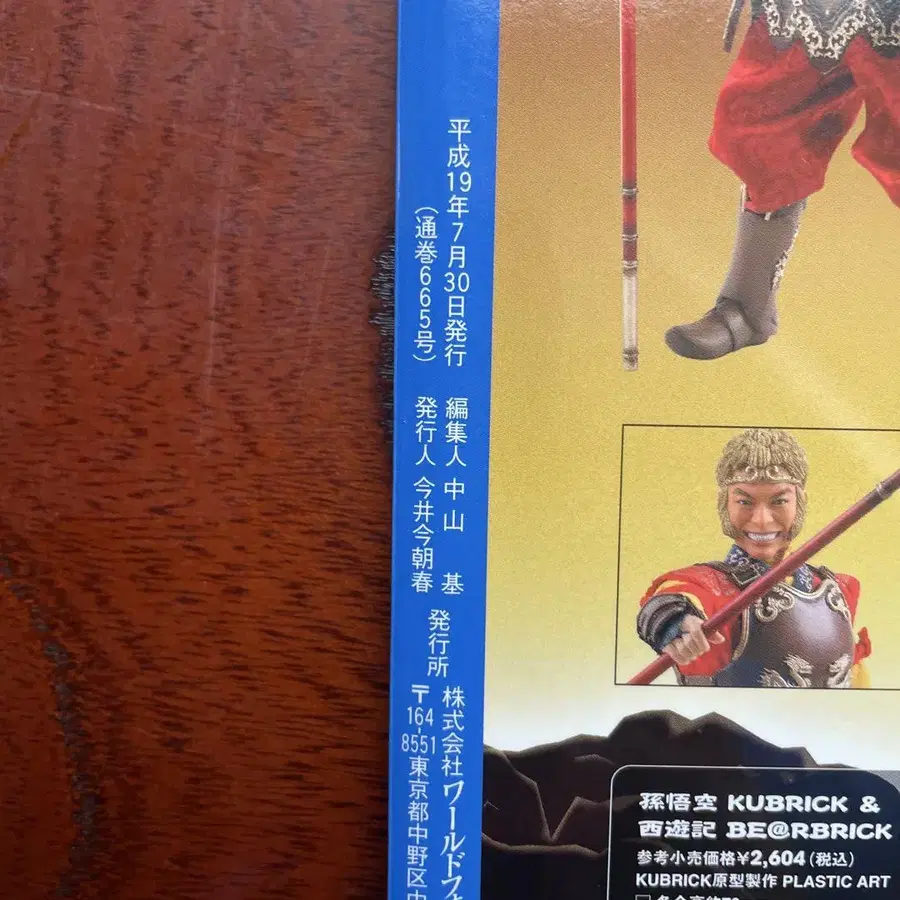 平成19年7月30日発行
(通巻665号)
編集人 中山 基
発行人 今井今朝春
発行所
株式会社ワールドフ
〒164-8551東京都中野区中
孫悟空 KUBRICK &
西遊記 BE@RBRICK
参考小売価格¥2,604(税込)
KUBRICK原型製作 PLASTIC ART